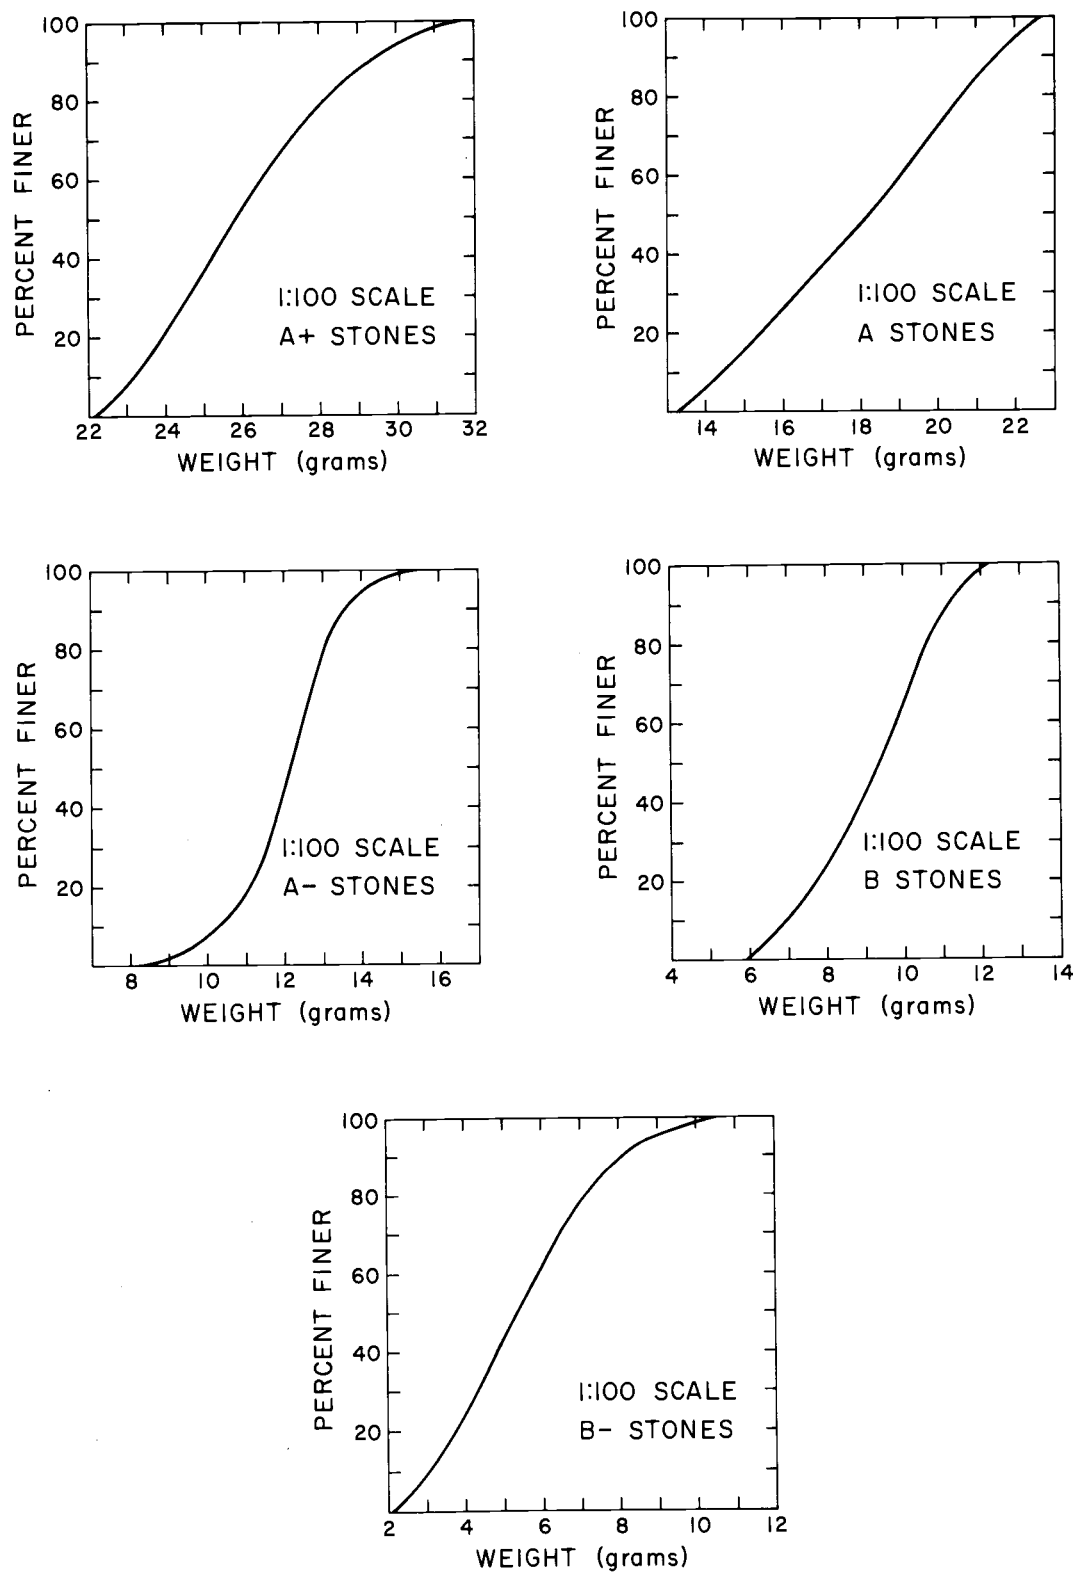 100
80
60
40
20
PERCENT FINER
1:100 SCALE
A+ STONES
22 24 26 28 30 32
WEIGHT (grams)
100
80
60
40
20
PERCENT FINER
1:100 SCALE
A STONES
14 16 18 20 22
WEIGHT (grams)
100
80
60
40
20
PERCENT FINER
1:100 SCALE
A- STONES
8 10 12 14 16
WEIGHT (grams)
100
80
60
40
20
PERCENT FINER
1:100 SCALE
B STONES
4 6 8 10 12 14
WEIGHT (grams)
100
80
60
40
20
PERCENT FINER
1:100 SCALE
B- STONES
2 4 6 8 10 12
WEIGHT (grams)